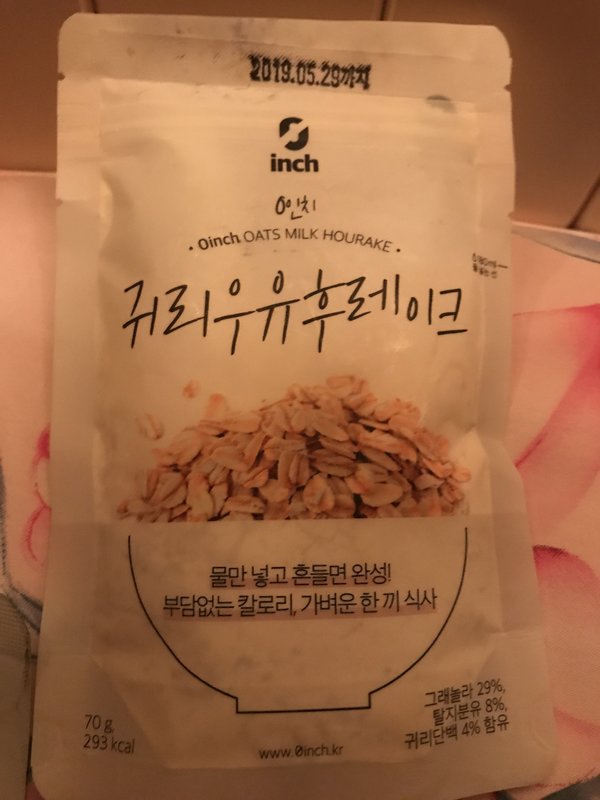 2019.05.29까지
0
inch
0인치
· 0inch OATS MILK HOURAKE ·
귀리우유후레이크
물만 넣고 흔들면 완성!
부담없는 칼로리, 가벼운 한 끼 식사
그래놀라 29%,
탈지분유 8%,
귀리단백 4% 함유
70 g,
293 kcal
www.0inch.kr